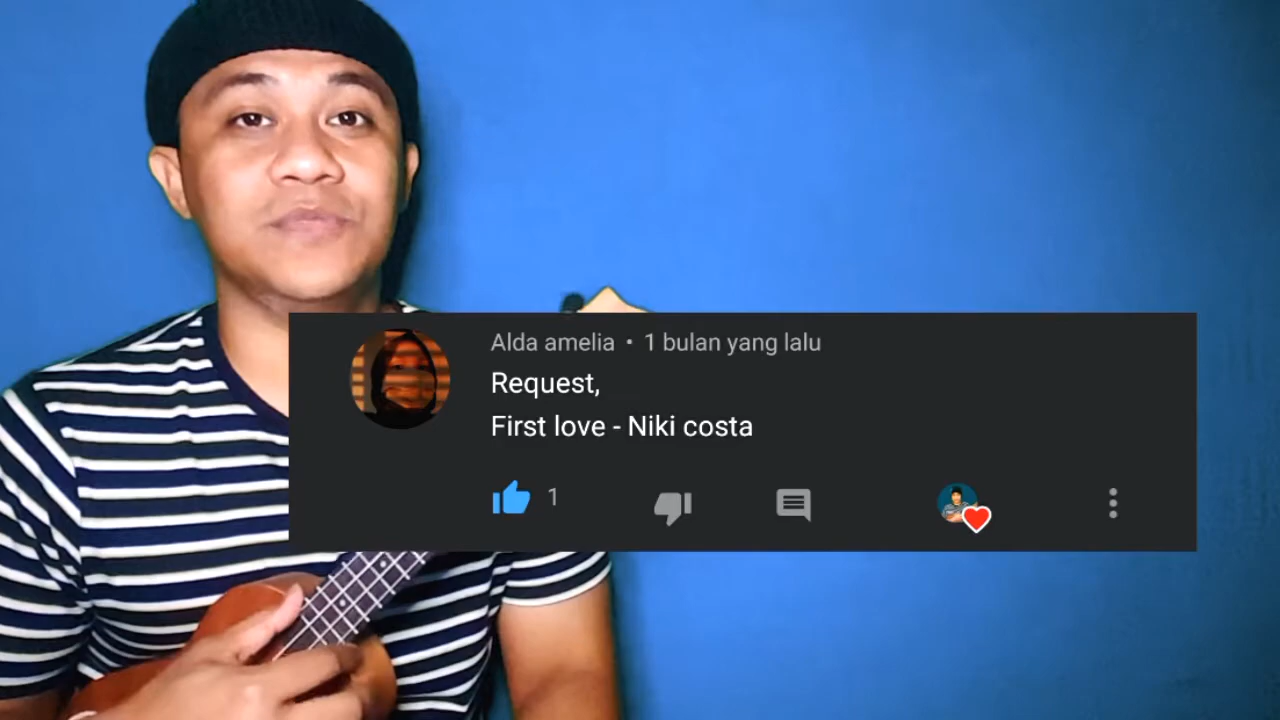 Alda amelia • 1 bulan yang lalu
Request,
First love - Niki costa
1